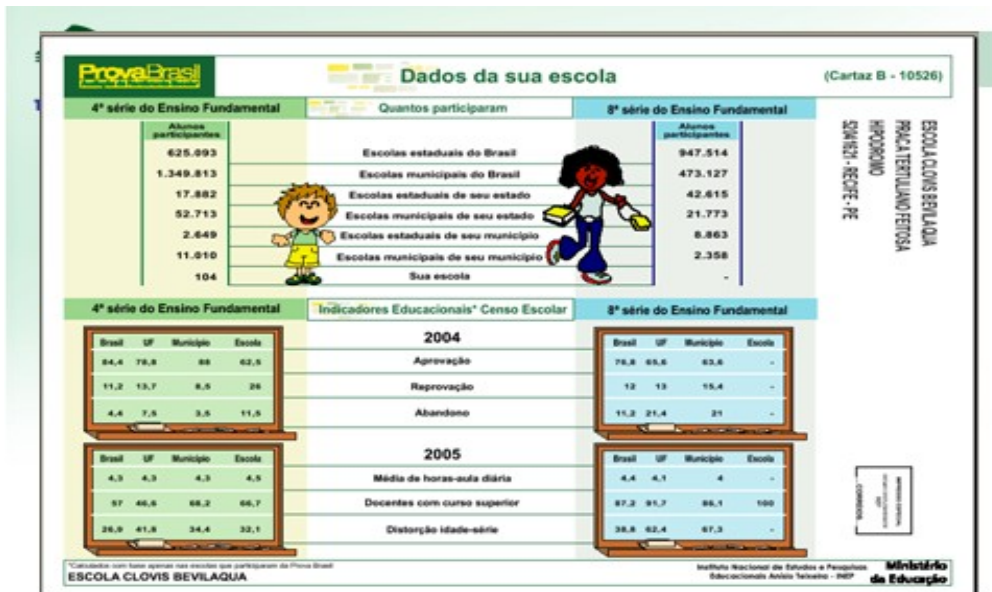 Prova Brasil
Dados da sua escola
(Cartaz B - 10526)
4ª série do Ensino Fundamental
Quantos participaram
8ª série do Ensino Fundamental
Alunos participantes
Alunos participantes
625.093 Escolas estaduais do Brasil 947.514
1.349.813 Escolas municipais do Brasil 473.127
17.882 Escolas estaduais de seu estado 42.615
52.713 Escolas municipais de seu estado 21.773
2.649 Escolas estaduais de seu município 8.863
11.010 Escolas municipais de seu município 2.358
104 Sua escola -
ESCOLA CLOVIS BEVILAQUA
PRACA TERTULIANO FEITOSA
HIPODROMO
52041621 - RECIFE - PE
4ª série do Ensino Fundamental
Indicadores Educacionais* Censo Escolar
8ª série do Ensino Fundamental
2004
Brasil UF Município Escola
Brasil UF Município Escola
84,4 78,8 88 62,5 Aprovação 76,8 65,6 63,6 -
11,2 13,7 8,5 26 Reprovação 12 13 15,4 -
4,4 7,5 3,5 11,5 Abandono 11,2 21,4 21 -
2005
Brasil UF Município Escola
Brasil UF Município Escola
4,3 4,3 4,3 4,5 Média de horas-aula diária 4,4 4,1 4 -
57 46,6 68,2 66,7 Docentes com curso superior 87,2 91,7 86,1 100
26,9 41,8 34,4 32,1 Distorção idade-série 38,8 62,4 67,3 -
CORREIOS
*Calculados com base apenas nas escolas que participaram da Prova Brasil
ESCOLA CLOVIS BEVILAQUA
Instituto Nacional de Estudos e Pesquisas
Educacionais Anísio Teixeira - INEP
Ministério
da Educação